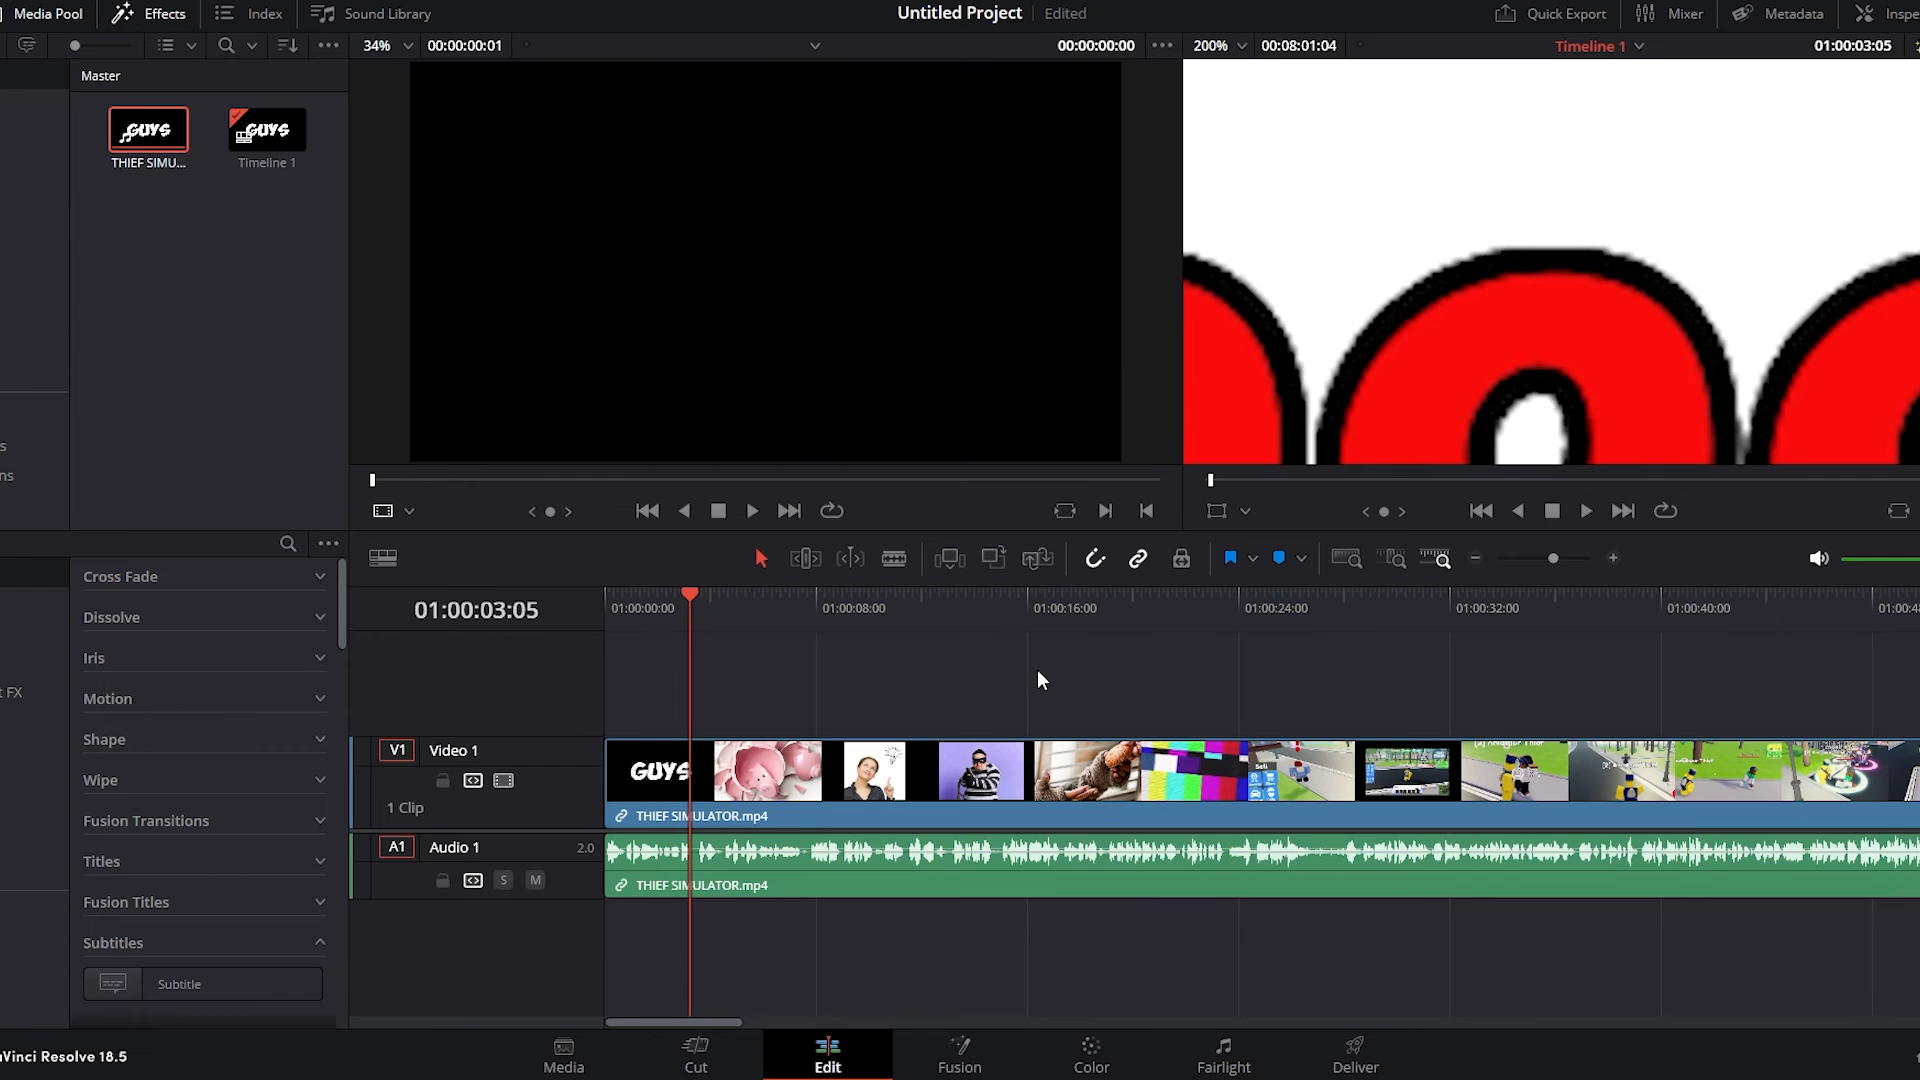 Media Pool
Effects
Index
Sound Library
Untitled Project
Edited
Quick Export
Mixer
Metadata
Inspe
34%
00:00:00:01
00:00:00:00
200%
00:08:01:04
Timeline 1
01:00:03:05
Master
GUYS
GUYS
THIEF SIMU...
Timeline 1
s
ns
Cross Fade
Dissolve
Iris
Motion
Shape
Wipe
Fusion Transitions
Titles
Fusion Titles
Subtitles
Subtitle
t FX
01:00:03:05
01:00:00:00
01:00:08:00
01:00:16:00
01:00:24:00
01:00:32:00
01:00:40:00
01:00:48
V1
Video 1
1 Clip
GUYS
Sell
THIEF SIMULATOR.mp4
A1
Audio 1
2.0
S
M
THIEF SIMULATOR.mp4
aVinci Resolve 18.5
Media
Cut
Edit
Fusion
Color
Fairlight
Deliver